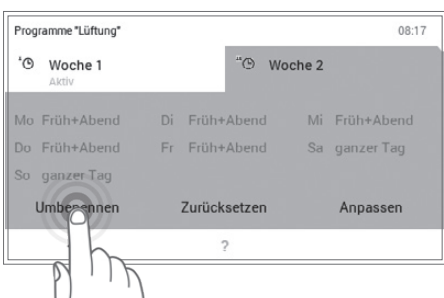 Programme "Lüftung" 08:17
Woche 1 Woche 2
Aktiv
Mo Früh+Abend Di Früh+Abend Mi Früh+Abend
Do Früh+Abend Fr Früh+Abend Sa ganzer Tag
So ganzer Tag
Umbenennen Zurücksetzen Anpassen
?